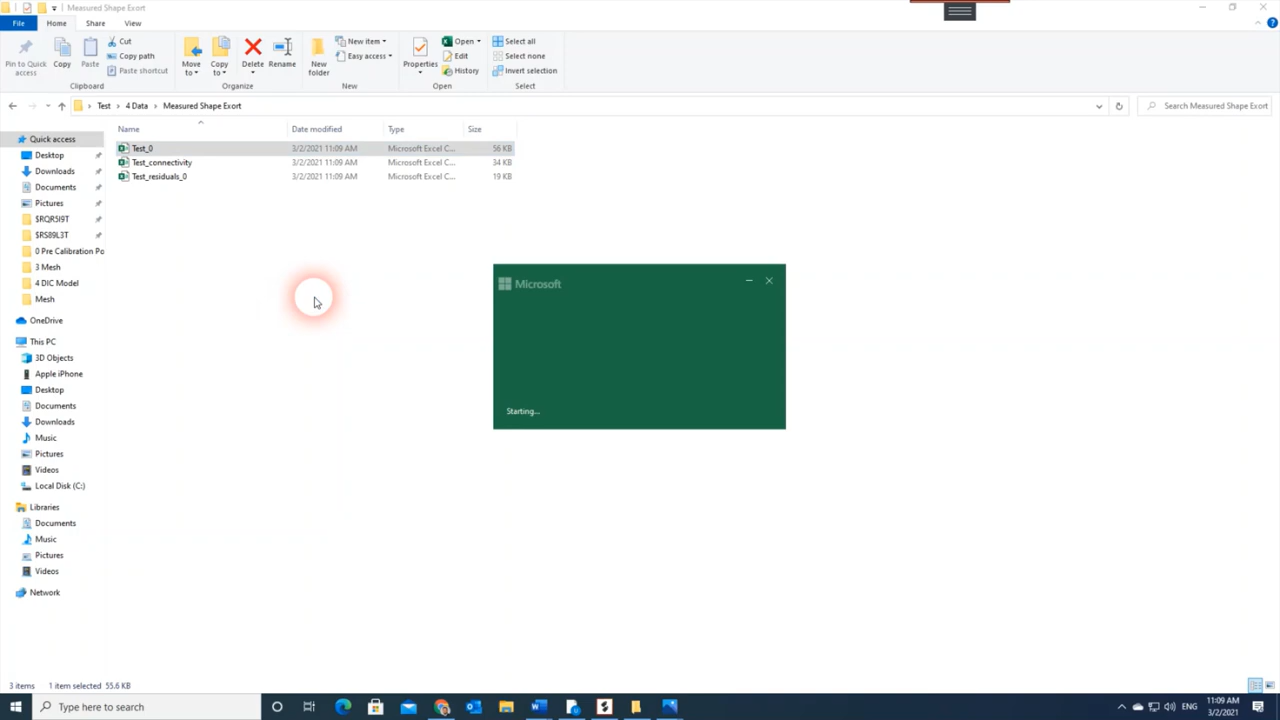 Measured Shape Exort
File Home Share View
Pin to Quick access
Copy
Paste
Cut
Copy path
Paste shortcut
Clipboard
Move to
Copy to
Delete
Rename
Organize
New folder
New item
Easy access
New
Properties
Open
Edit
History
Open
Select all
Select none
Invert selection
Select
Test 4 Data Measured Shape Exort
Search Measured Shape Exort
Name Date modified Type Size
Test_0 3/2/2021 11:09 AM Microsoft Excel C... 56 KB
Test_connectivity 3/2/2021 11:09 AM Microsoft Excel C... 34 KB
Test_residuals_0 3/2/2021 11:09 AM Microsoft Excel C... 19 KB
Quick access
Desktop
Downloads
Documents
Pictures
$RQR5I9T
$RS89L3T
0 Pre Calibration Po
3 Mesh
4 DIC Model
Mesh
OneDrive
This PC
3D Objects
Apple iPhone
Desktop
Documents
Downloads
Music
Pictures
Videos
Local Disk (C:)
Libraries
Documents
Music
Pictures
Videos
Network
Microsoft
Starting...
3 items 1 item selected 55.6 KB
Type here to search
ENG
11:09 AM
3/2/2021